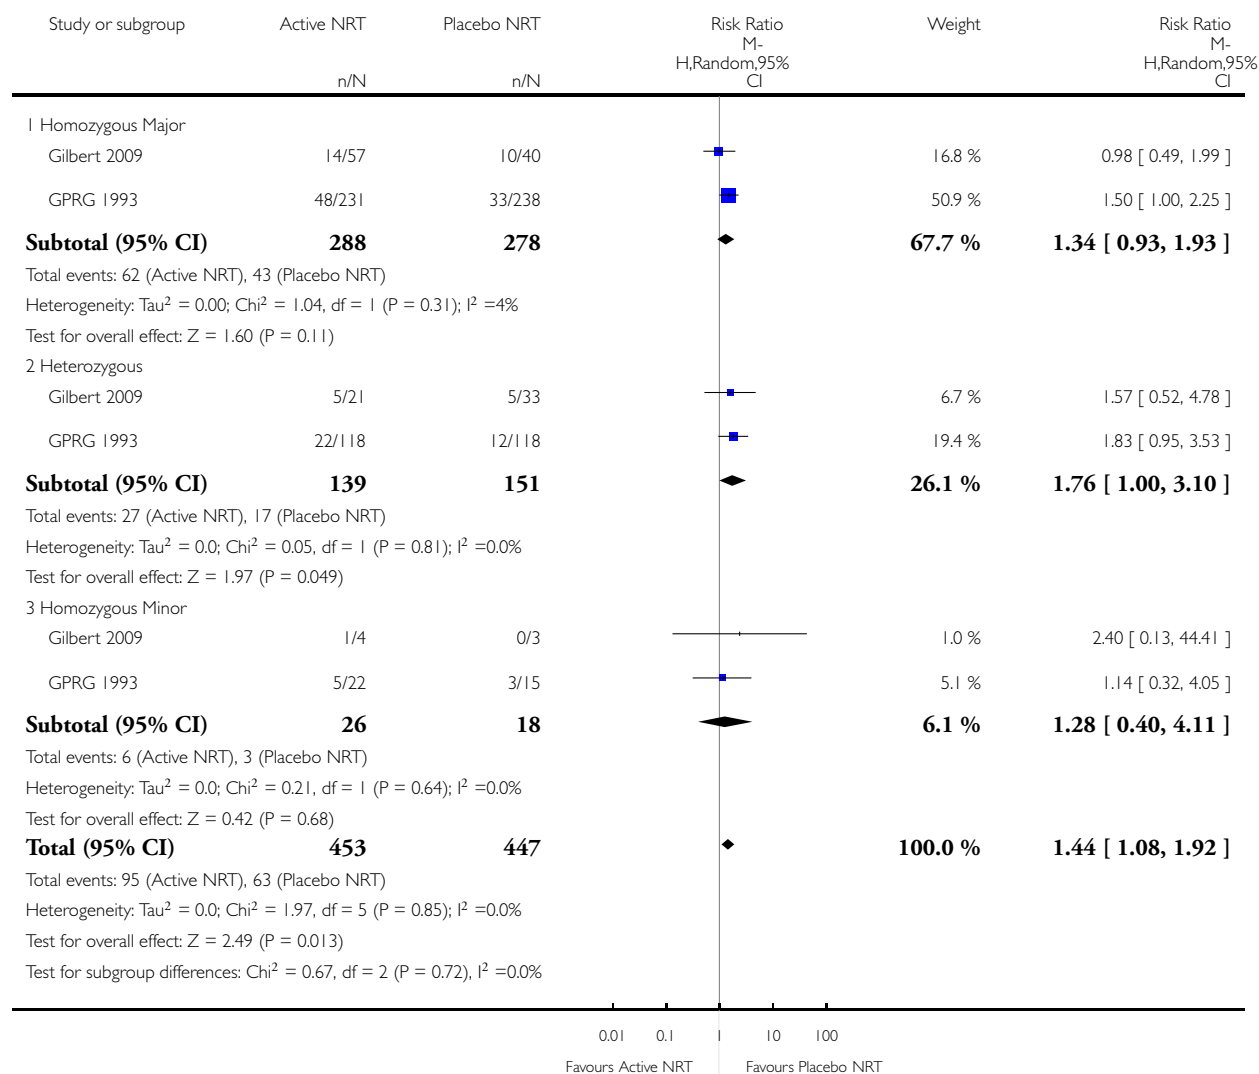 Study or subgroup Active NRT Placebo NRT Risk Ratio Weight Risk Ratio
M- M-
H,Random,95% H,Random,95%
n/N n/N CI CI
1 Homozygous Major
Gilbert 2009 14/57 10/40 16.8 % 0.98 [ 0.49, 1.99 ]
GPRG 1993 48/231 33/238 50.9 % 1.50 [ 1.00, 2.25 ]
Subtotal (95% CI) 288 278 67.7 % 1.34 [ 0.93, 1.93 ]
Total events: 62 (Active NRT), 43 (Placebo NRT)
Heterogeneity: Tau² = 0.00; Chi² = 1.04, df = 1 (P = 0.31); I² =4%
Test for overall effect: Z = 1.60 (P = 0.11)
2 Heterozygous
Gilbert 2009 5/21 5/33 6.7 % 1.57 [ 0.52, 4.78 ]
GPRG 1993 22/118 12/118 19.4 % 1.83 [ 0.95, 3.53 ]
Subtotal (95% CI) 139 151 26.1 % 1.76 [ 1.00, 3.10 ]
Total events: 27 (Active NRT), 17 (Placebo NRT)
Heterogeneity: Tau² = 0.0; Chi² = 0.05, df = 1 (P = 0.81); I² =0.0%
Test for overall effect: Z = 1.97 (P = 0.049)
3 Homozygous Minor
Gilbert 2009 1/4 0/3 1.0 % 2.40 [ 0.13, 44.41 ]
GPRG 1993 5/22 3/15 5.1 % 1.14 [ 0.32, 4.05 ]
Subtotal (95% CI) 26 18 6.1 % 1.28 [ 0.40, 4.11 ]
Total events: 6 (Active NRT), 3 (Placebo NRT)
Heterogeneity: Tau² = 0.0; Chi² = 0.21, df = 1 (P = 0.64); I² =0.0%
Test for overall effect: Z = 0.42 (P = 0.68)
Total (95% CI) 453 447 100.0 % 1.44 [ 1.08, 1.92 ]
Total events: 95 (Active NRT), 63 (Placebo NRT)
Heterogeneity: Tau² = 0.0; Chi² = 1.97, df = 5 (P = 0.85); I² =0.0%
Test for overall effect: Z = 2.49 (P = 0.013)
Test for subgroup differences: Chi² = 0.67, df = 2 (P = 0.72), I² =0.0%
0.01 0.1 1 10 100
Favours Active NRT Favours Placebo NRT